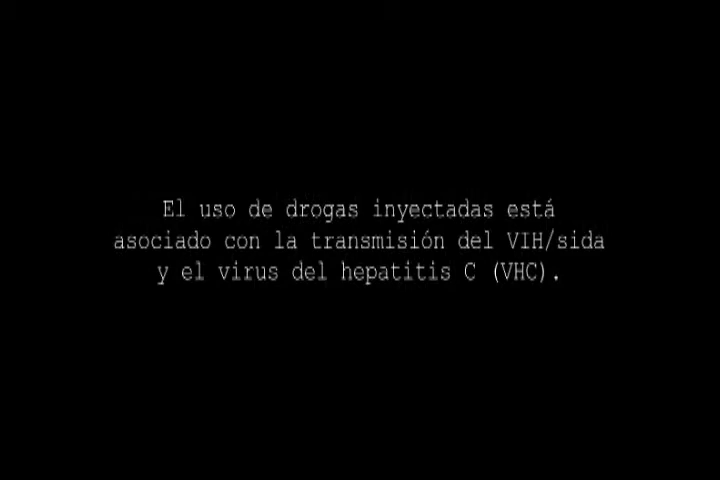 El uso de drogas inyectadas está
asociado con la transmisión del VIH/sida
y el virus del hepatitis C (VHC).